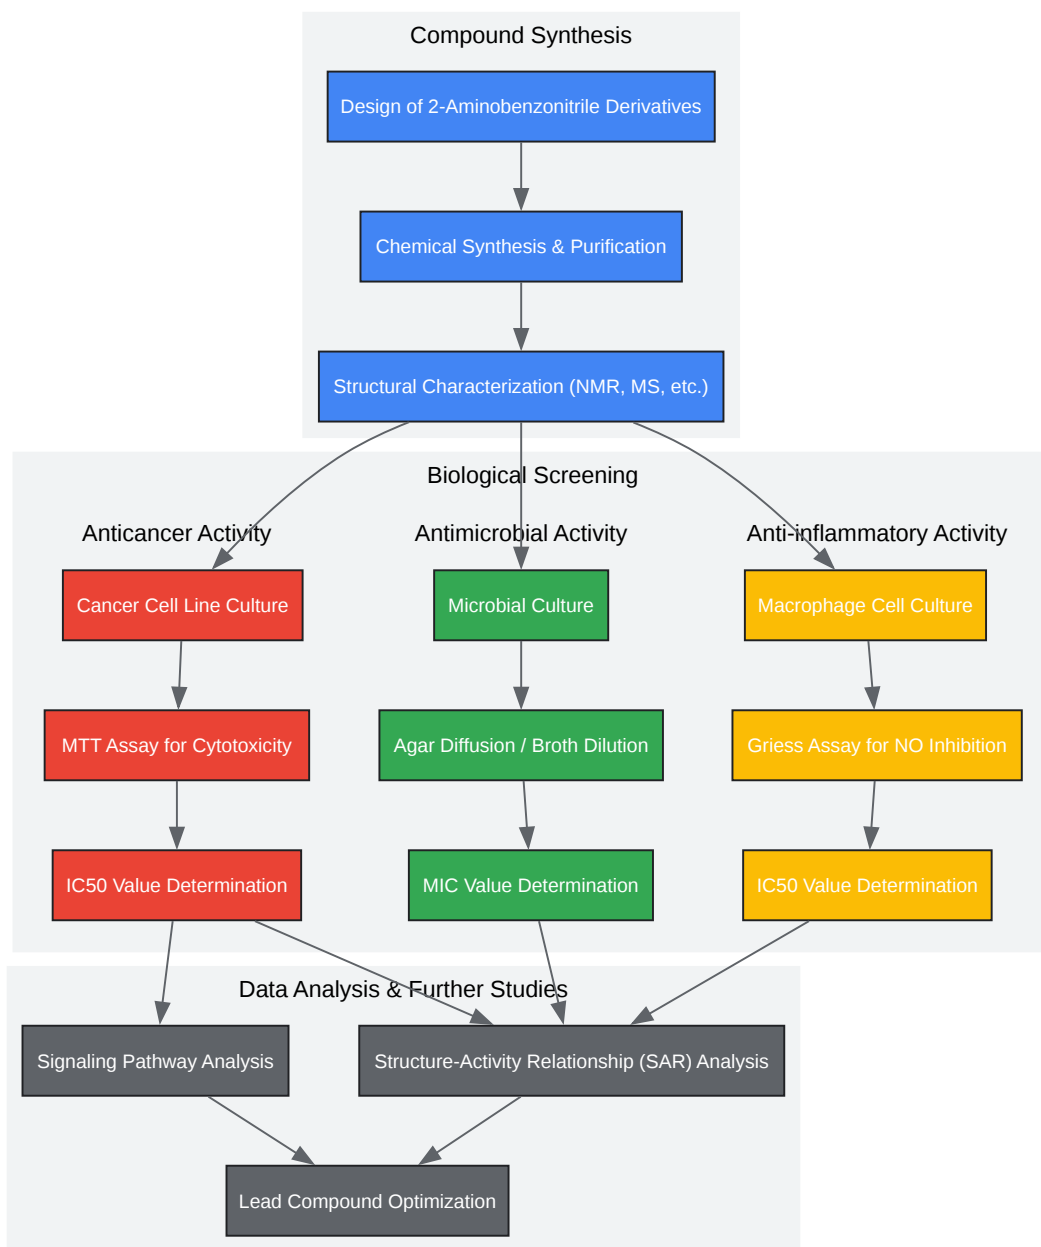 Compound Synthesis
Design of 2-Aminobenzonitrile Derivatives
Chemical Synthesis & Purification
Structural Characterization (NMR, MS, etc.)
Biological Screening
Anticancer Activity
Antimicrobial Activity
Anti-inflammatory Activity
Cancer Cell Line Culture
Microbial Culture
Macrophage Cell Culture
MTT Assay for Cytotoxicity
Agar Diffusion / Broth Dilution
Griess Assay for NO Inhibition
IC50 Value Determination
MIC Value Determination
IC50 Value Determination
Data Analysis & Further Studies
Signaling Pathway Analysis
Structure-Activity Relationship (SAR) Analysis
Lead Compound Optimization